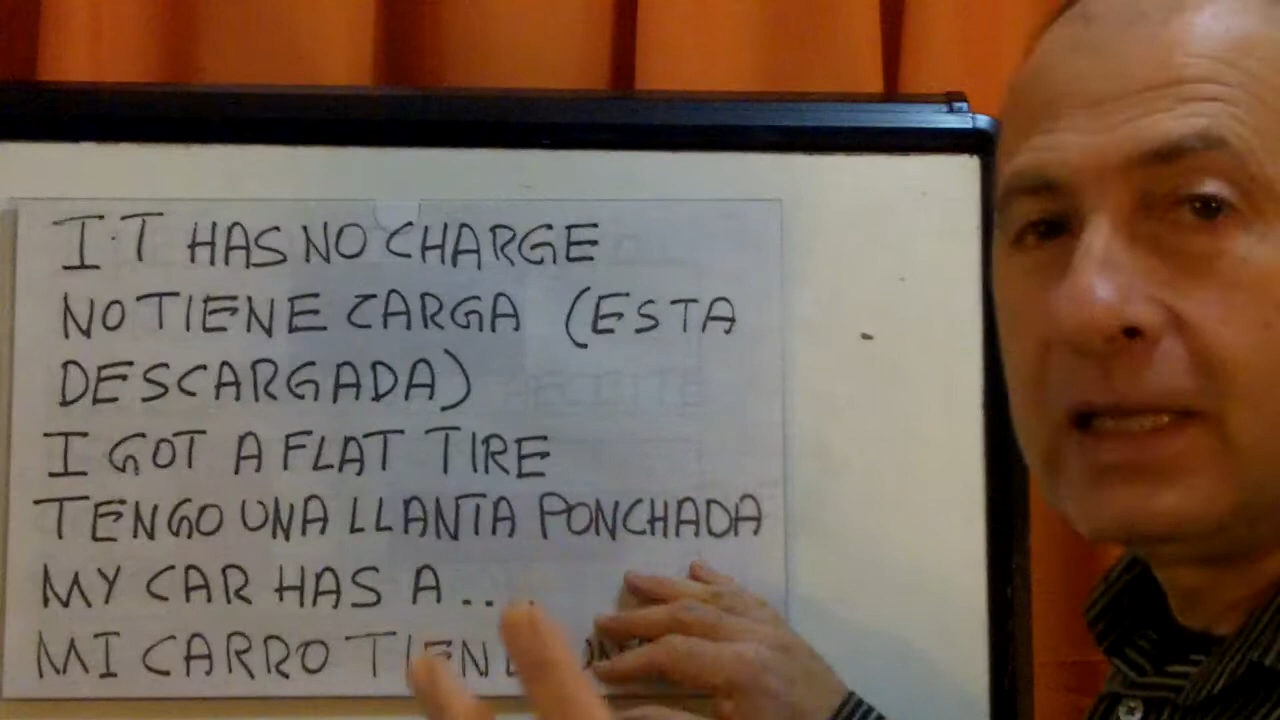 IT HAS NO CHARGE
NO TIENE CARGA (ESTA
DESCARGADA)
I GOT A FLAT TIRE
TENGO UNA LLANTA PONCHADA
MY CAR HAS A ....
MI CARRO TIENE